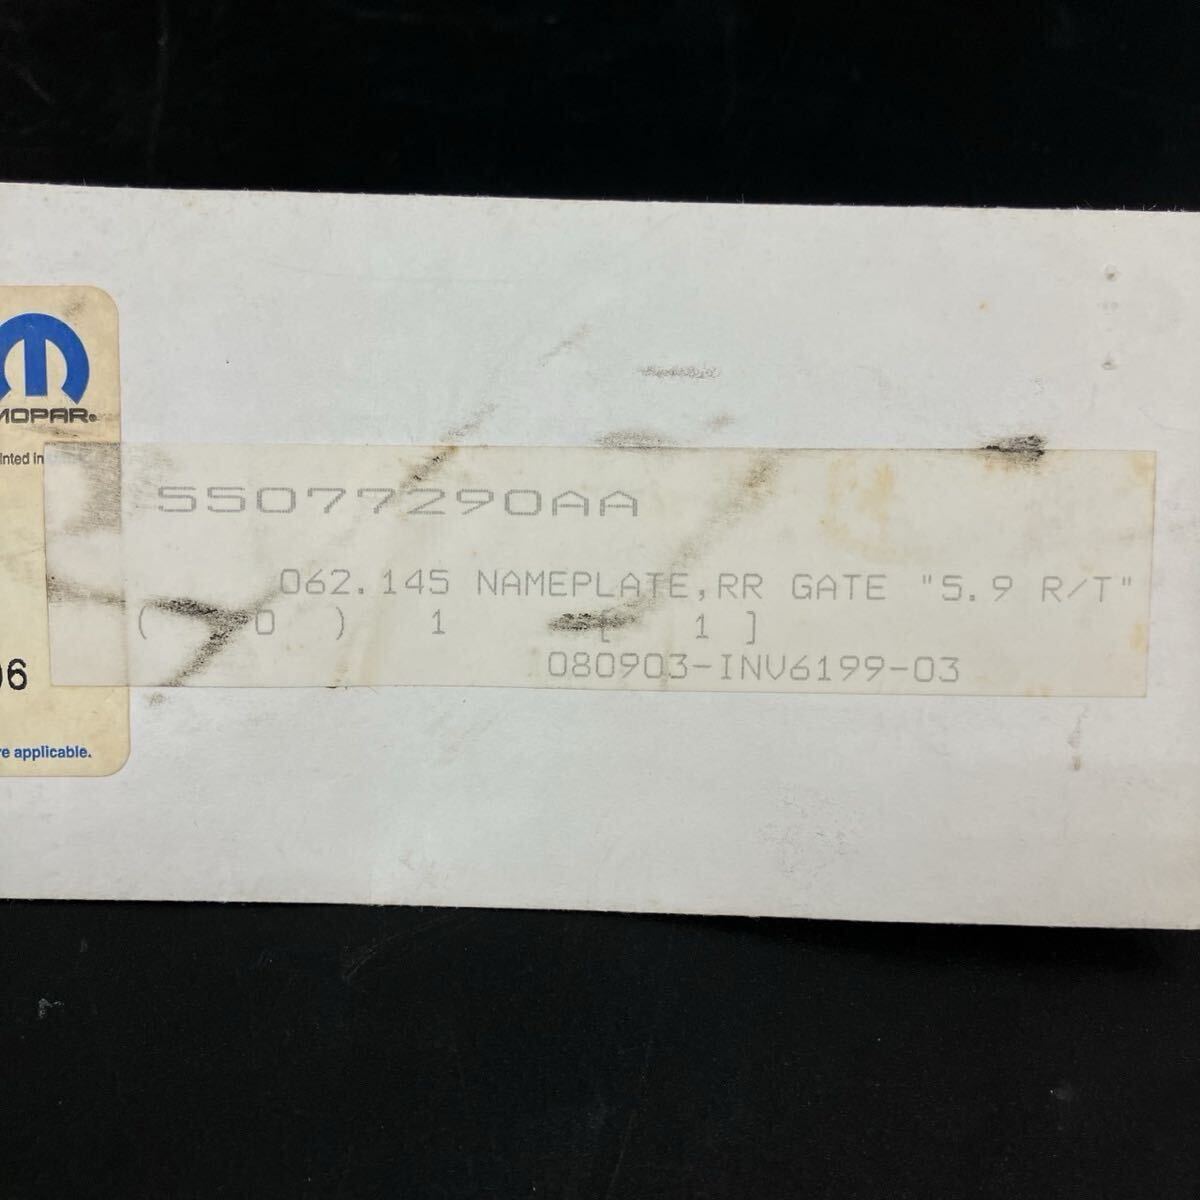 MOPAR®
inted in
55077290AA
062.145 NAMEPLATE,RR GATE "5.9 R/T"
( 0 ) 1 [ 1 ]
080903-INV6199-03
06
re applicable.